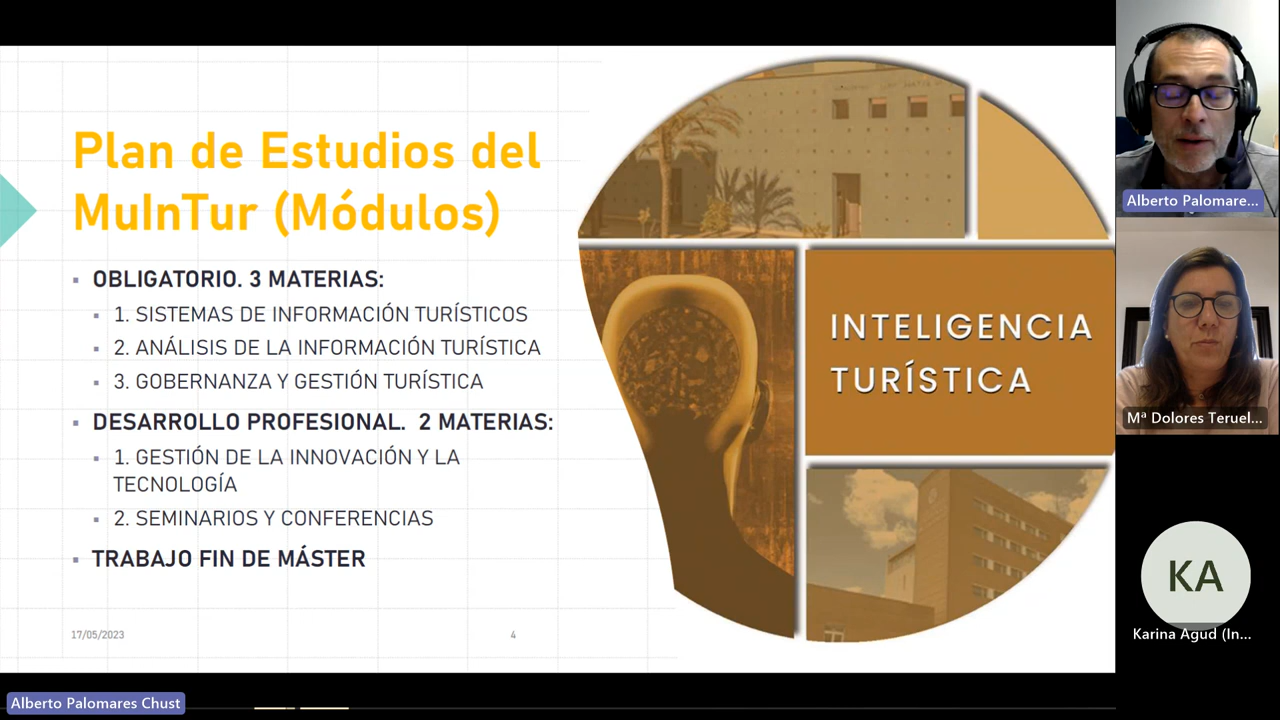 Plan de Estudios del
MuInTur (Módulos)
▪ OBLIGATORIO. 3 MATERIAS:
▪ 1. SISTEMAS DE INFORMACIÓN TURÍSTICOS
▪ 2. ANÁLISIS DE LA INFORMACIÓN TURÍSTICA
▪ 3. GOBERNANZA Y GESTIÓN TURÍSTICA
▪ DESARROLLO PROFESIONAL. 2 MATERIAS:
▪ 1. GESTIÓN DE LA INNOVACIÓN Y LA
TECNOLOGÍA
▪ 2. SEMINARIOS Y CONFERENCIAS
▪ TRABAJO FIN DE MÁSTER
17/05/2023
4
INTELIGENCIA
TURÍSTICA
Alberto Palomare...
Mª Dolores Teruel...
KA
Karina Agud (In...
Alberto Palomares Chust